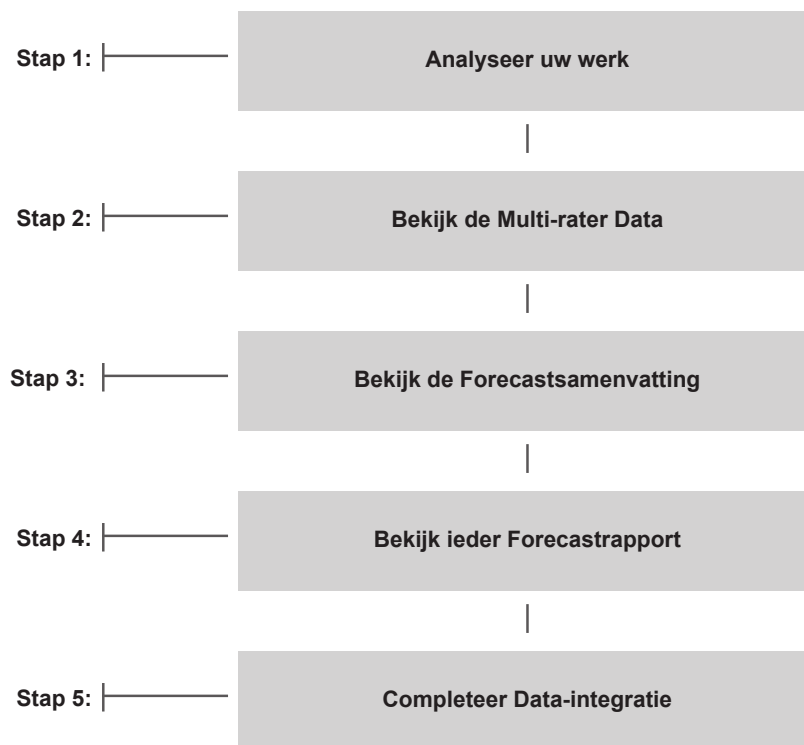 Stap 1: Analyseer uw werk
Stap 2: Bekijk de Multi-rater Data
Stap 3: Bekijk de Forecastsamenvatting
Stap 4: Bekijk ieder Forecastrapport
Stap 5: Completeer Data-integratie